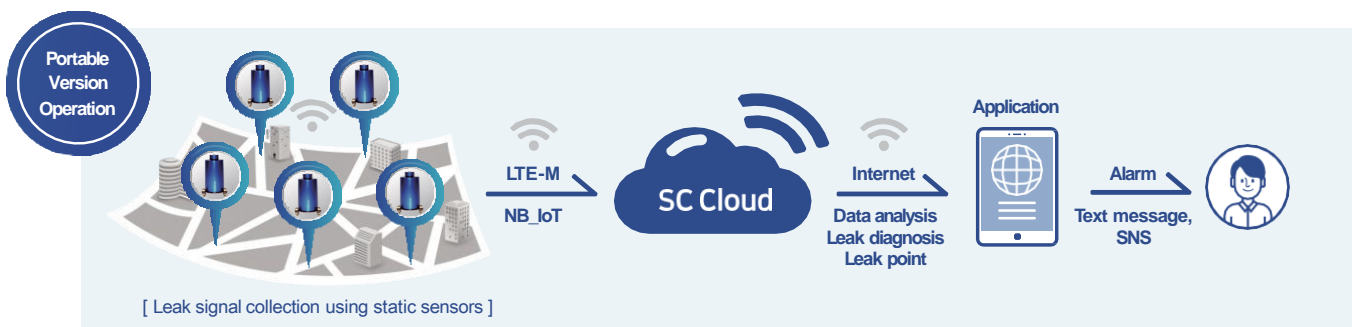 Portable
Version
Operation
[ Leak signal collection using static sensors ]
LTE-M
NB_IoT
SC Cloud
Internet
Data analysis
Leak diagnosis
Leak point
Application
Alarm
Text message,
SNS